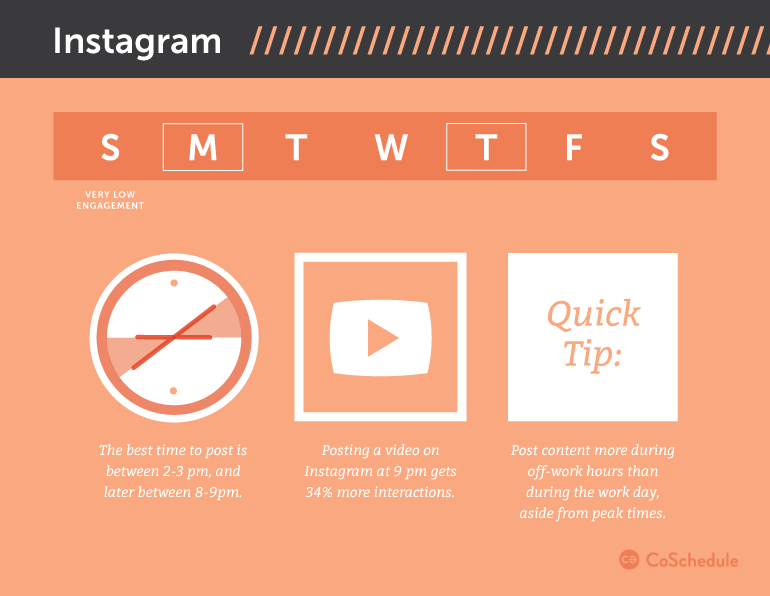 Instagram
S M T W T F S
VERY LOW
ENGAGEMENT
Quick
Tip:
The best time to post is
between 2-3 pm, and
later between 8-9pm.
Posting a video on
Instagram at 9 pm gets
34% more interactions.
Post content more during
off-work hours than
during the work day,
aside from peak times.
CoSchedule